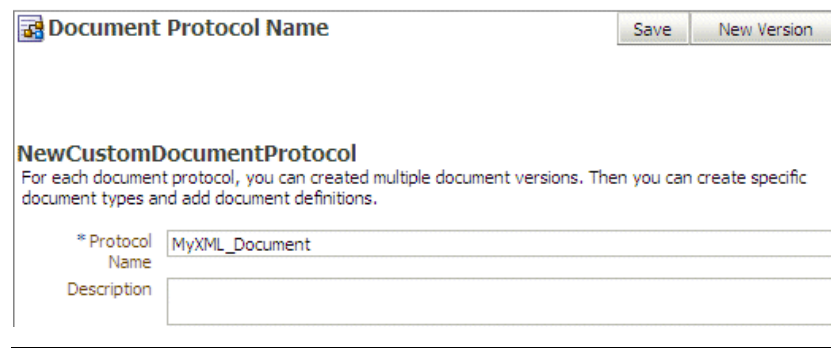 Document Protocol Name
Save
New Version
NewCustomDocumentProtocol
For each document protocol, you can created multiple document versions. Then you can create specific
document types and add document definitions.
* Protocol
Name
MyXML_Document
Description